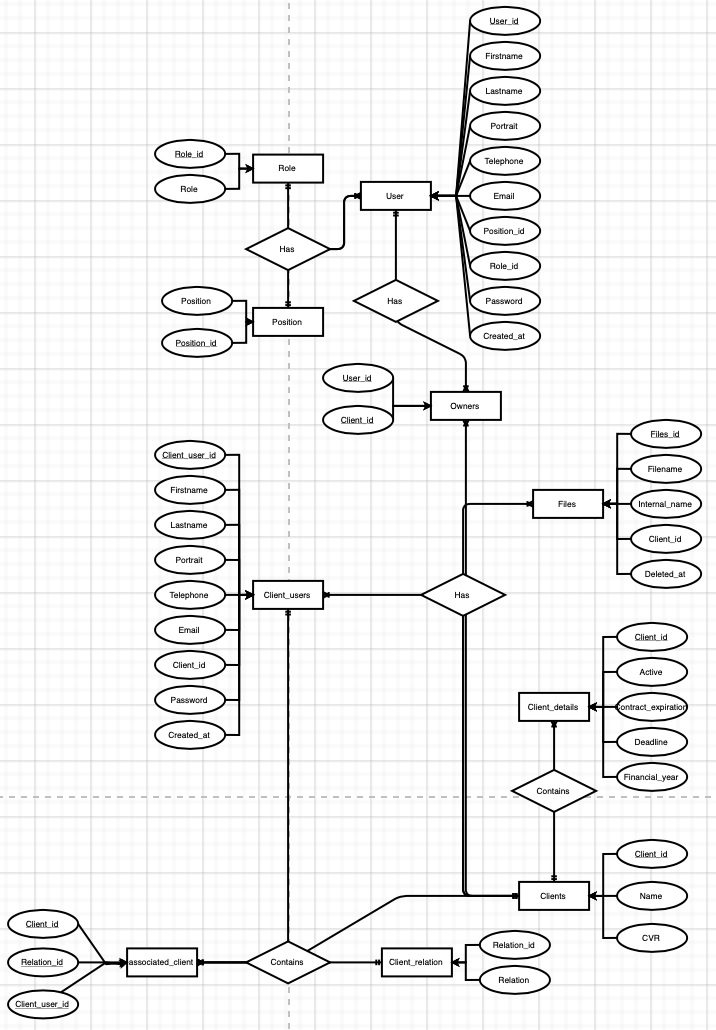 User_id
Firstname
Lastname
Portrait
Telephone
Email
Position_id
Role_id
Password
Created_at
Role_id
Role
Role
User
Has
Position
Position_id
Position
Has
User_id
Client_id
Owners
Files_id
Filename
Internal_name
Client_id
Deleted_at
Files
Client_user_id
Firstname
Lastname
Portrait
Telephone
Email
Client_id
Password
Created_at
Client_users
Has
Client_id
Active
Contract_expiration
Deadline
Financial_year
Client_details
Contains
Client_id
Name
CVR
Clients
Client_id
Relation_id
Client_user_id
associated_client
Contains
Client_relation
Relation_id
Relation